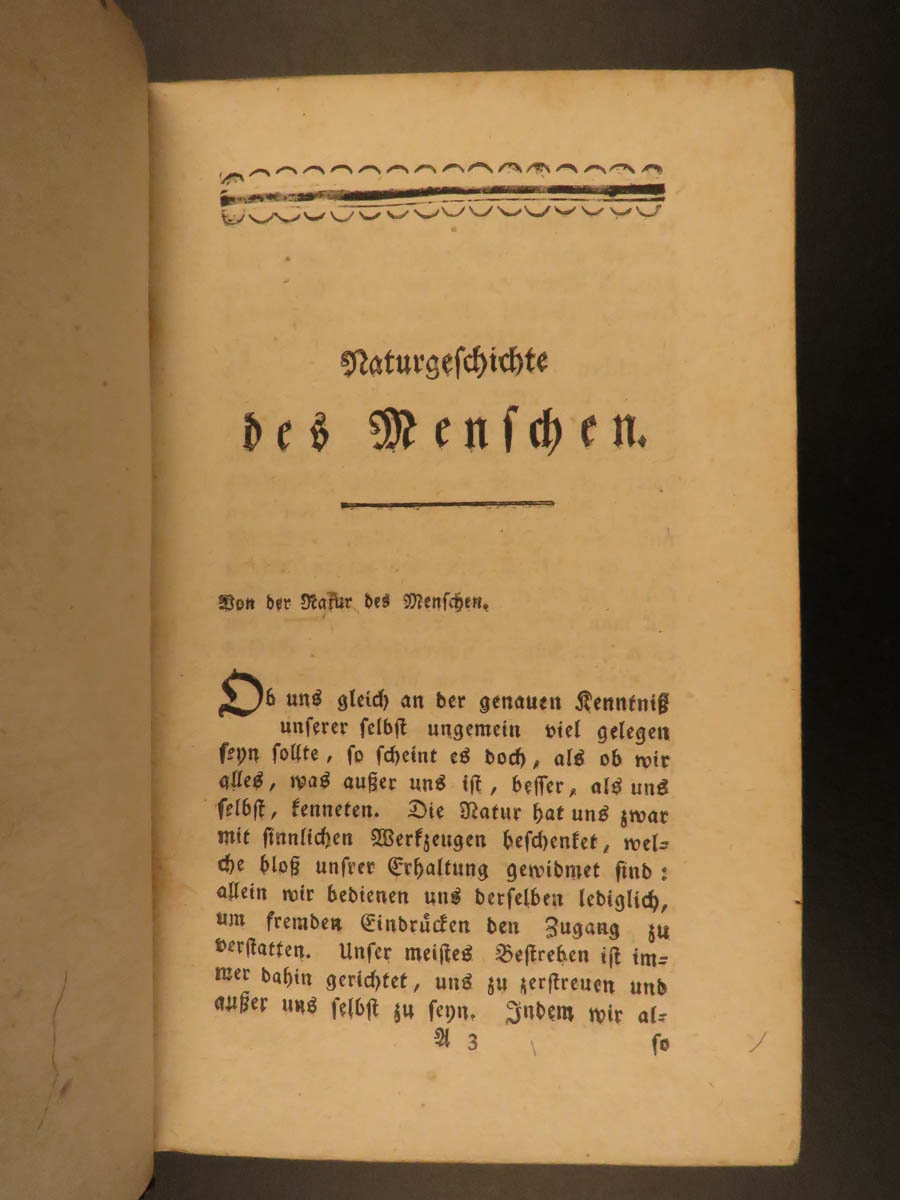 Naturgeschichte
des Menschen.
Von der Natur des Menschen.
Ob uns gleich an der genauen Kenntniß
unserer selbst ungemein viel gelegen
seyn sollte, so scheint es doch, als ob wir
alles, was außer uns ist, besser, als uns
selbst, kenneten. Die Natur hat uns zwar
mit sinnlichen Werkzeugen beschenket, wel-
che bloß unsrer Erhaltung gewidmet sind:
allein wir bedienen uns derselben lediglich,
um fremden Eindrücken den Zugang zu
verstatten. Unser meistes Bestreben ist im-
mer dahin gerichtet, uns zu zerstreuen und
außer uns selbst zu seyn. Indem wir al-
A 3 so